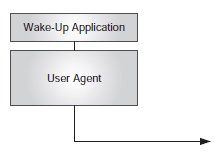 Wake-Up Application
User Agent